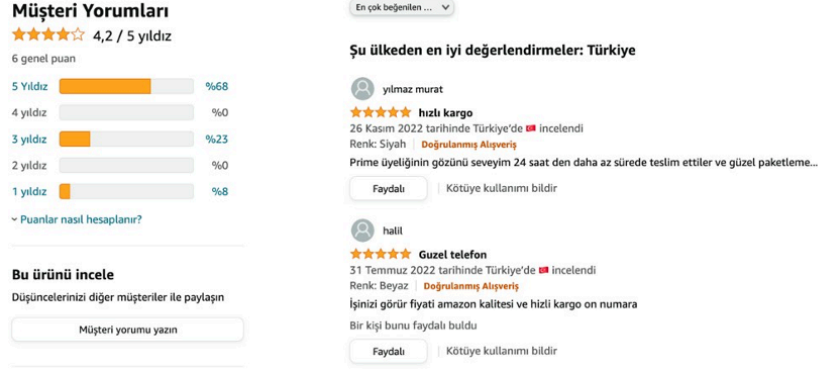 Müşteri Yorumları
4,2 / 5 yıldız
6 genel puan
5 Yıldız %68
4 yıldız %0
3 yıldız %23
2 yıldız %0
1 yıldız %8
Puanlar nasıl hesaplanır?
Bu ürünü incele
Düşüncelerinizi diğer müşteriler ile paylaşın
Müşteri yorumu yazın
En çok beğenilen ...
Şu ülkeden en iyi değerlendirmeler: Türkiye
yılmaz murat
hızlı kargo
26 Kasım 2022 tarihinde Türkiye'de incelendi
Renk: Siyah | Doğrulanmış Alışveriş
Prime üyeliğinin gözünü seveyim 24 saat den daha az sürede teslim ettiler ve güzel paketleme...
Faydalı | Kötüye kullanımı bildir
halil
Guzel telefon
31 Temmuz 2022 tarihinde Türkiye'de incelendi
Renk: Beyaz | Doğrulanmış Alışveriş
İşinizi görür fiyati amazon kalitesi ve hizli kargo on numara
Bir kişi bunu faydalı buldu
Faydalı | Kötüye kullanımı bildir